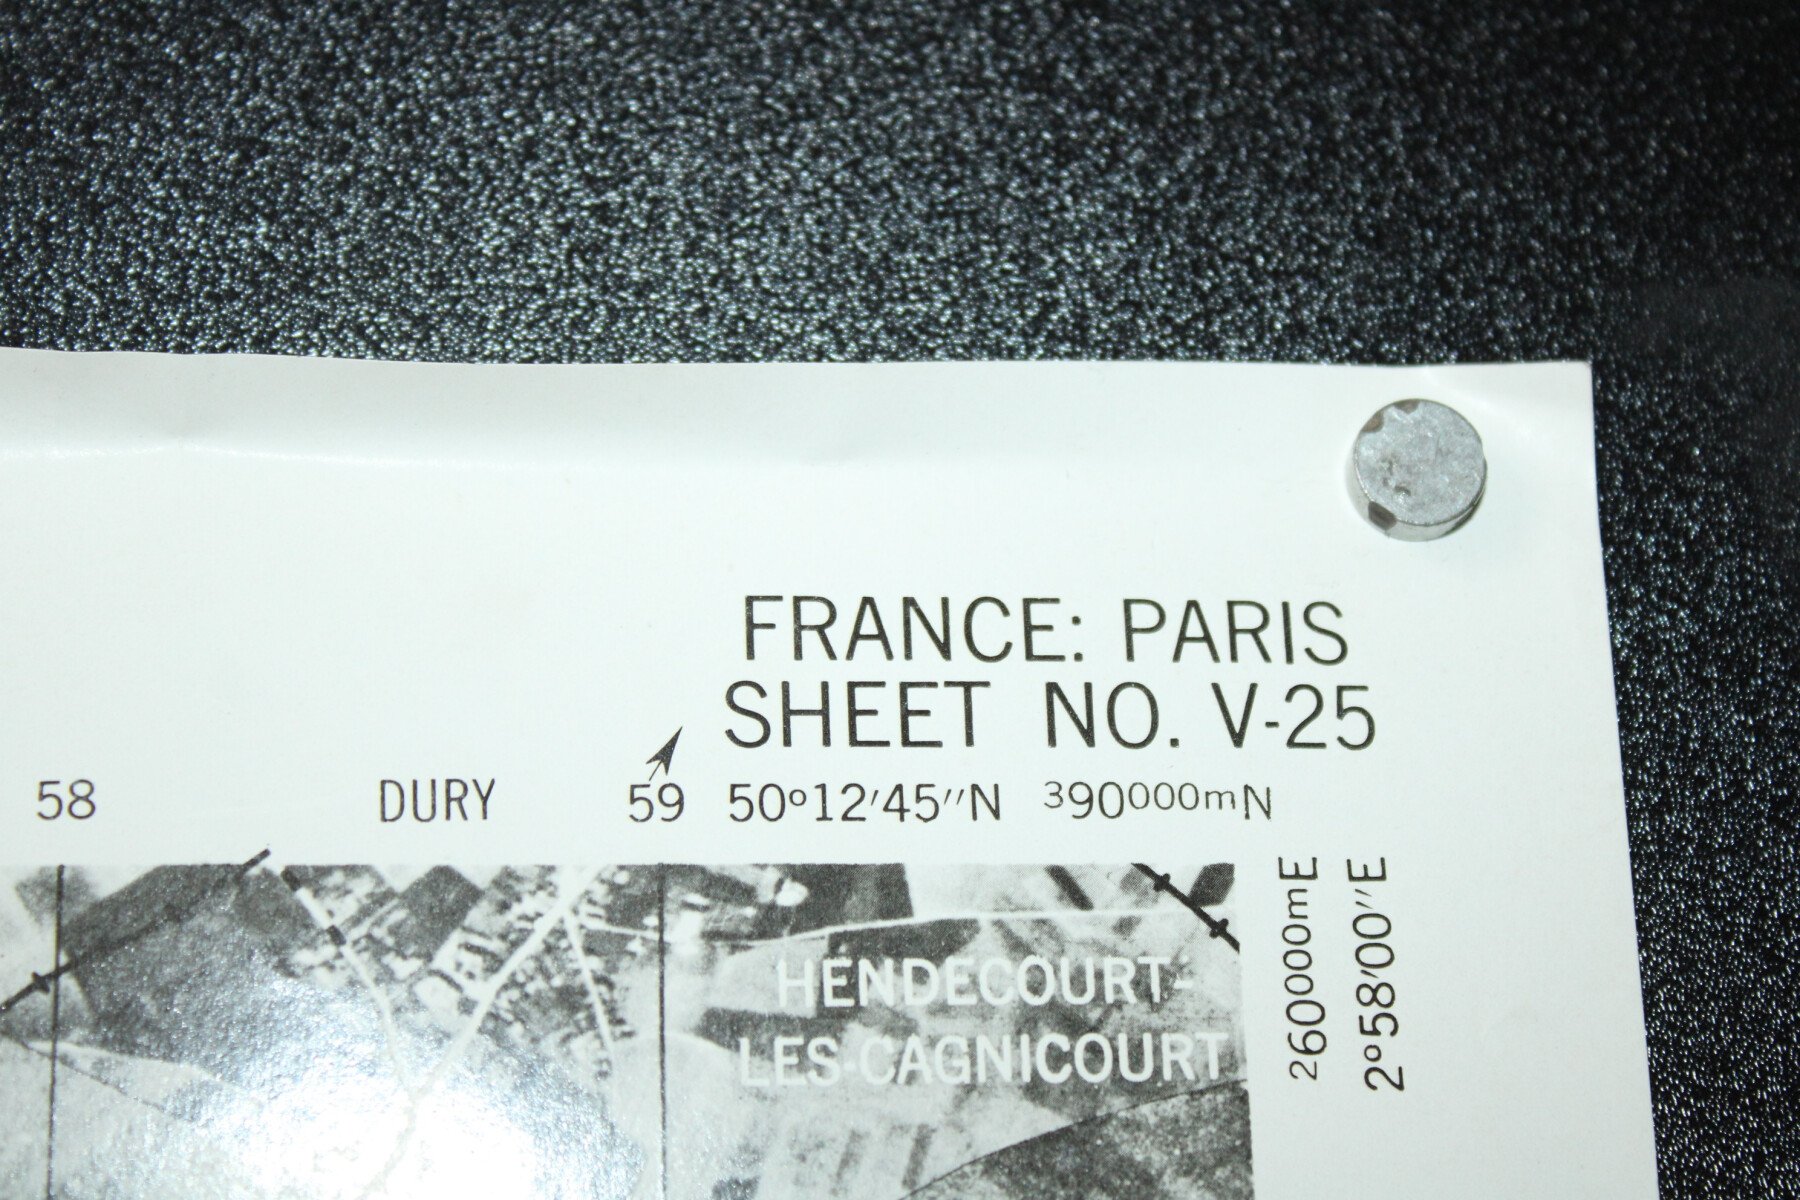 FRANCE: PARIS
SHEET NO. V-25
58 DURY 59 50°12'45''N 390000mN
260000mE
2°58'00''E
HENDECOURT-
LES-CAGNICOURT